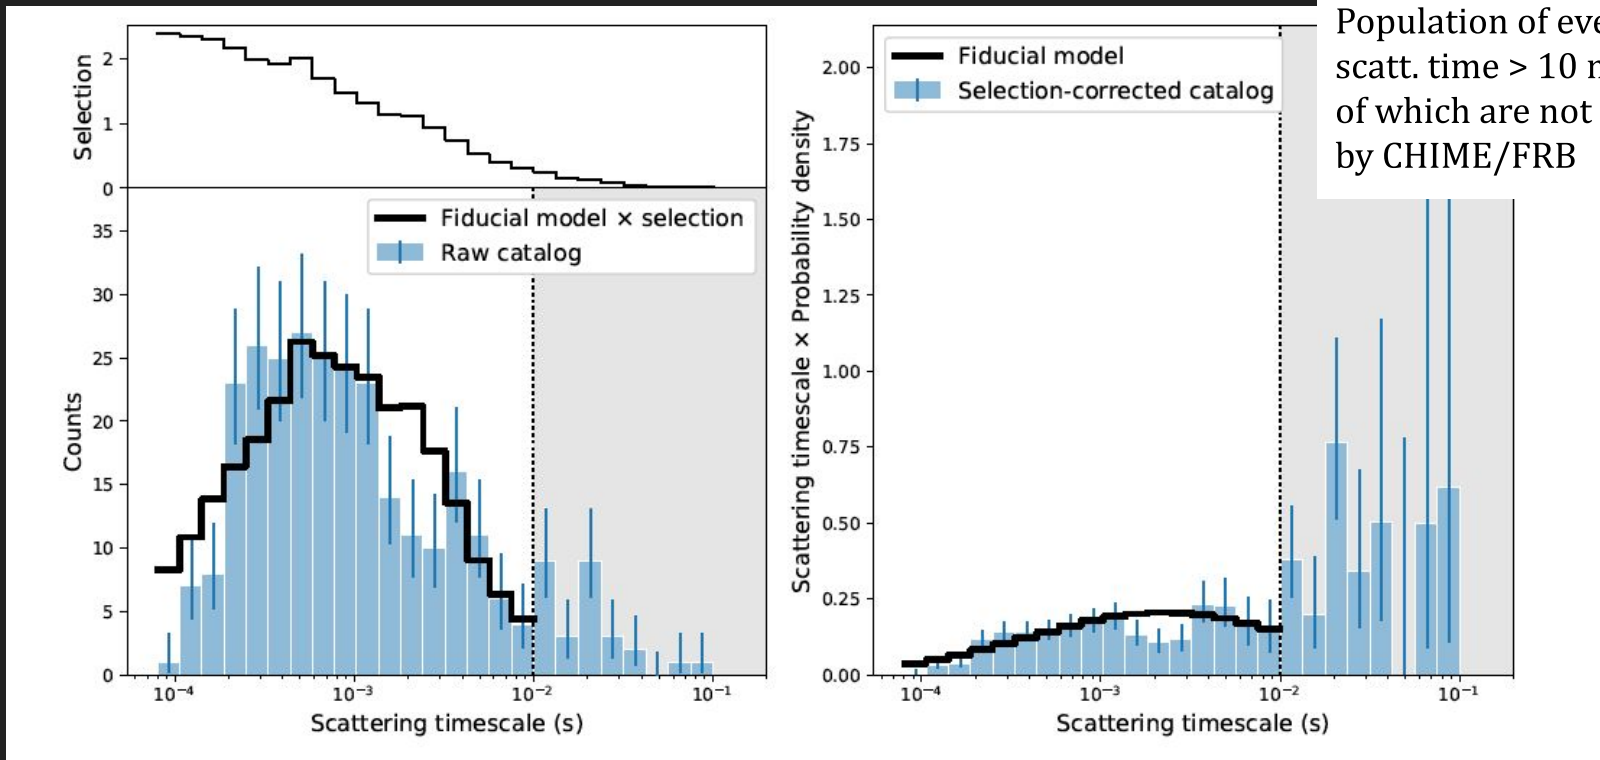 Population of
scatt. time > 10
of which are not
by CHIME/FRB
Selection
2
1
0
Fiducial model × selection
Raw catalog
Counts
35
30
25
20
15
10
5
0
10⁻⁴ 10⁻³ 10⁻² 10⁻¹
Scattering timescale (s)
Fiducial model
Selection-corrected catalog
Scattering timescale × Probability density
2.00
1.75
1.50
1.25
1.00
0.75
0.50
0.25
0.00
10⁻⁴ 10⁻³ 10⁻² 10⁻¹
Scattering timescale (s)